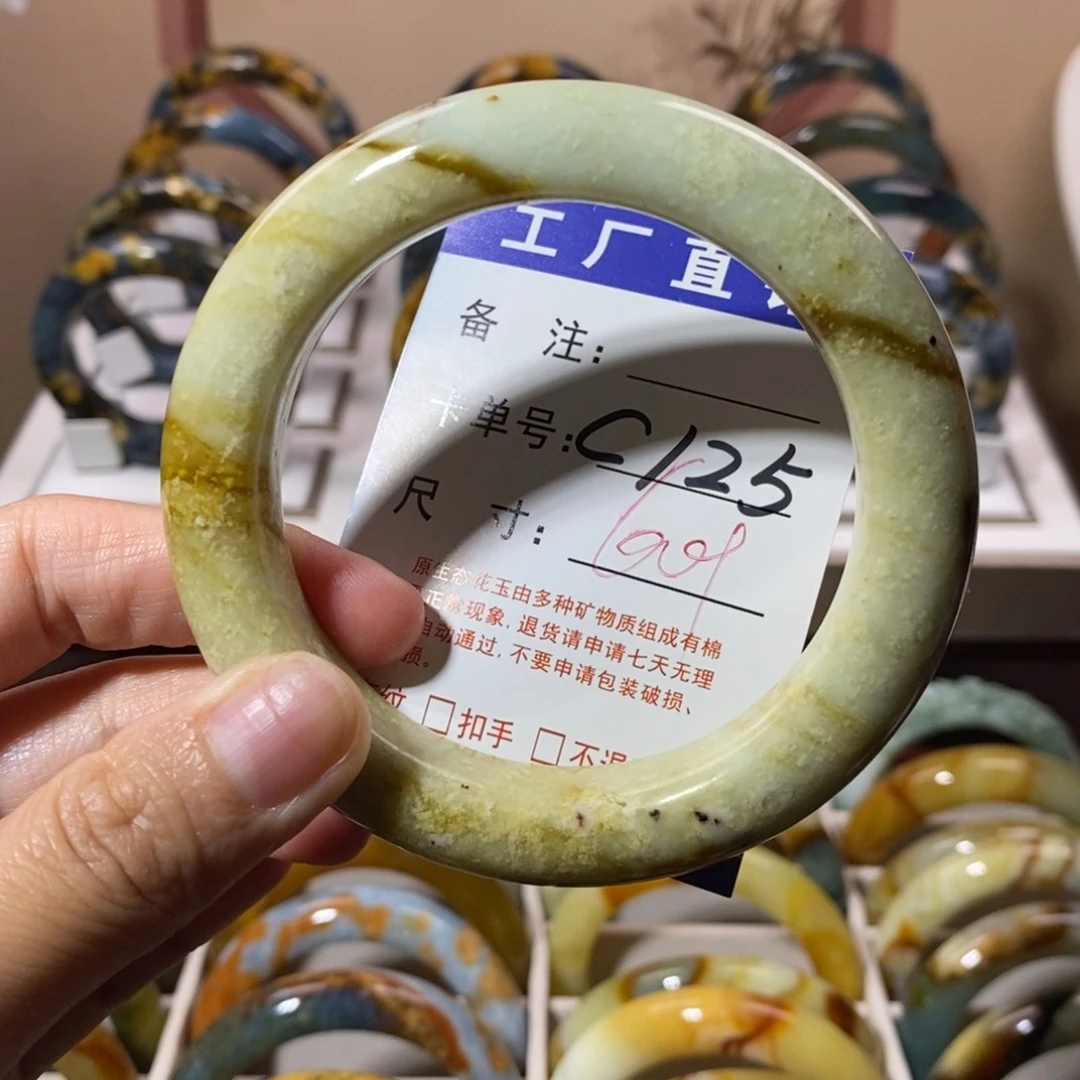 工厂直
备 注:
卡单号:C125
尺 寸:
原生态花玉由多种矿物质组成有棉
正常现象,退货请申请七天无理
自动通过,不要申请包装破损、
损。
纹 □扣手 □不退